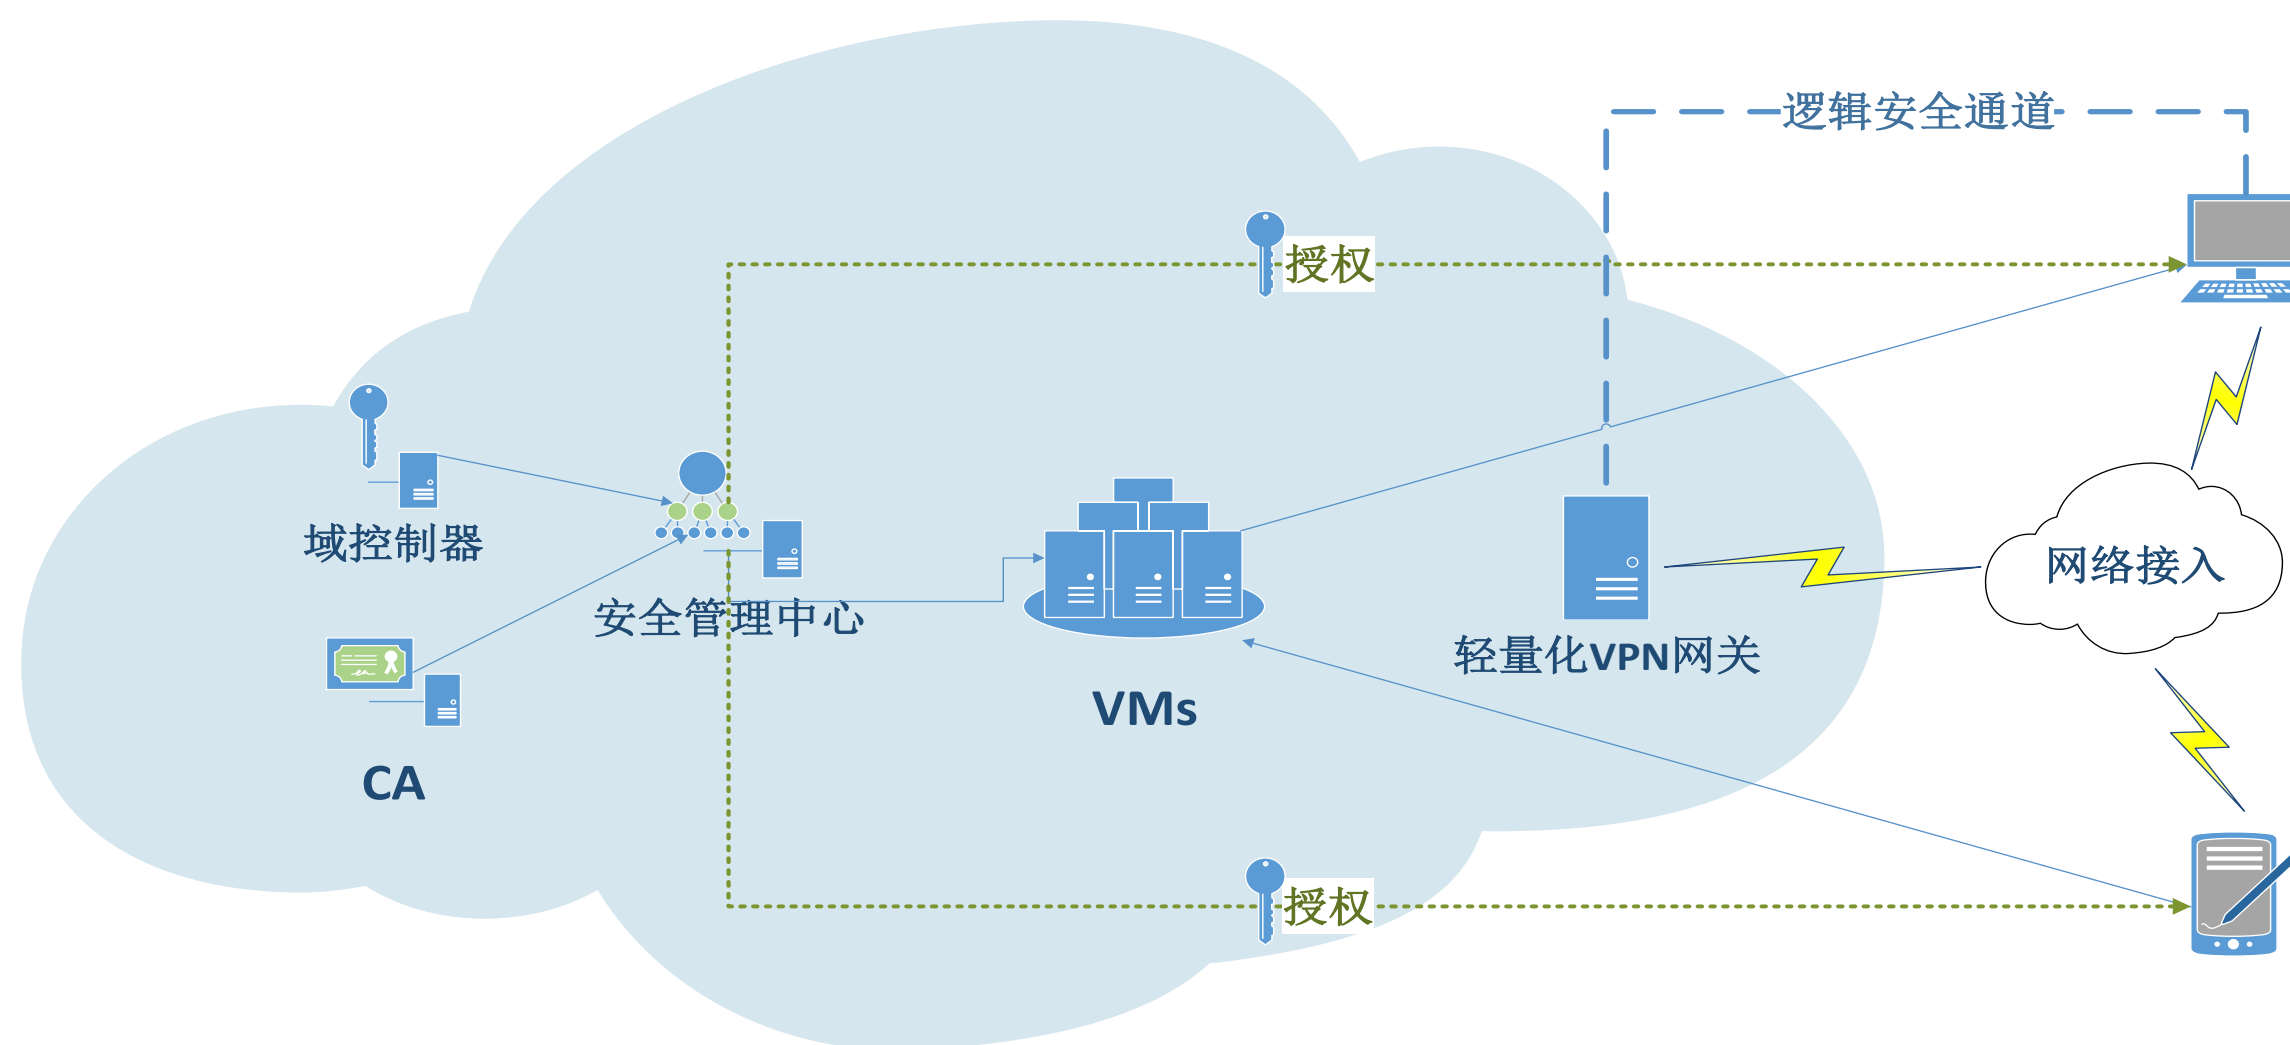 逻辑安全通道
授权
域控制器
网络接入
安全管理中心
轻量化VPN网关
VMs
CA
授权